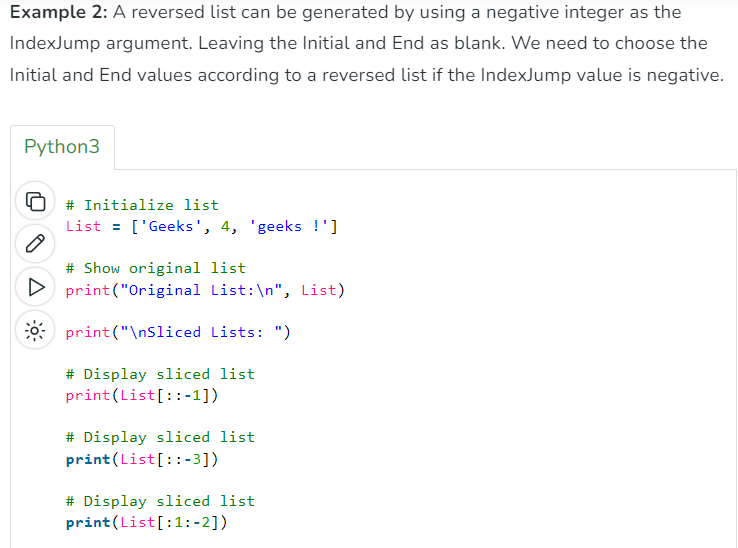 Example 2: A reversed list can be generated by using a negative integer as the
IndexJump argument. Leaving the Initial and End as blank. We need to choose the
Initial and End values according to a reversed list if the IndexJump value is negative.
Python3
# Initialize list
List = ['Geeks', 4, 'geeks !']
# Show original list
print("Original List:\n", List)
print("\nSliced Lists: ")
# Display sliced list
print(List[::-1])
# Display sliced list
print(List[::-3])
# Display sliced list
print(List[:1:-2])